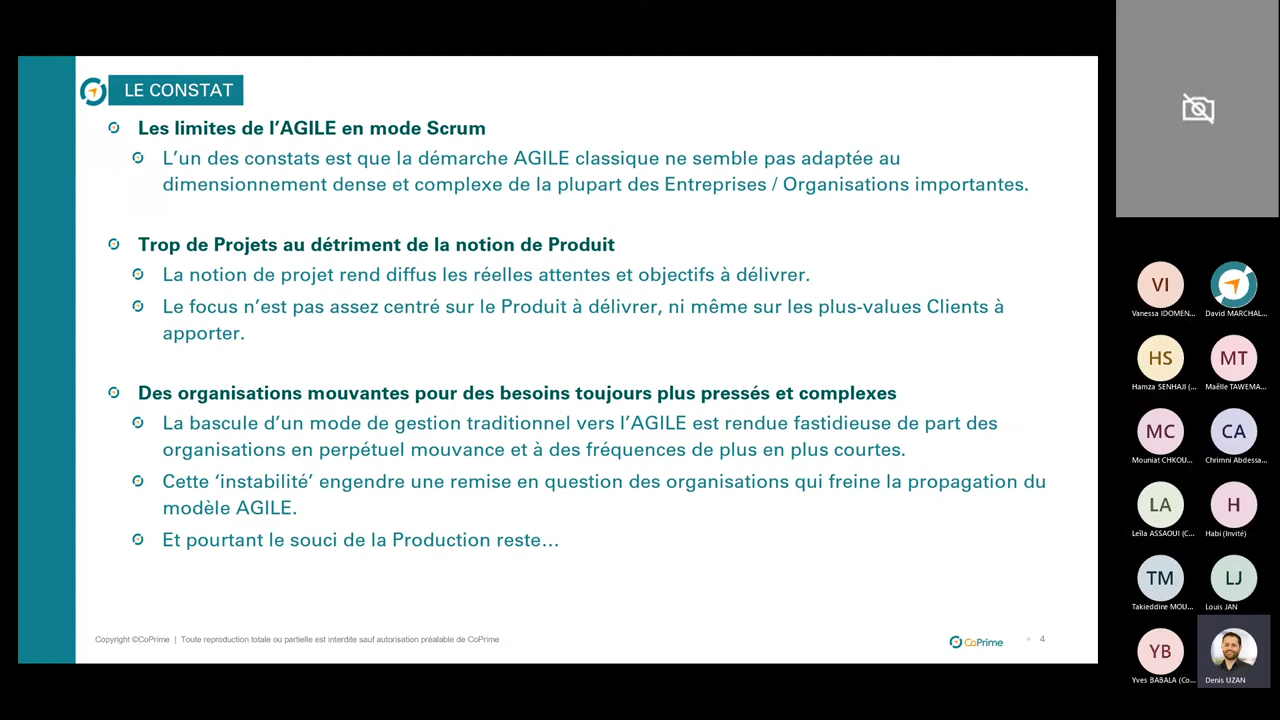 LE CONSTAT
Les limites de l’AGILE en mode Scrum
L’un des constats est que la démarche AGILE classique ne semble pas adaptée au
dimensionnement dense et complexe de la plupart des Entreprises / Organisations importantes.
Trop de Projets au détriment de la notion de Produit
La notion de projet rend diffus les réelles attentes et objectifs à délivrer.
Le focus n’est pas assez centré sur le Produit à délivrer, ni même sur les plus-values Clients à
apporter.
Des organisations mouvantes pour des besoins toujours plus pressés et complexes
La bascule d’un mode de gestion traditionnel vers l’AGILE est rendue fastidieuse de part des
organisations en perpétuel mouvance et à des fréquences de plus en plus courtes.
Cette ‘instabilité’ engendre une remise en question des organisations qui freine la propagation du
modèle AGILE.
Et pourtant le souci de la Production reste…
Copyright ©CoPrime | Toute reproduction totale ou partielle est interdite sauf autorisation préalable de CoPrime
CoPrime
4
VI
Vanessa IDOMEN...
David MARCHAL...
HS
MT
Hamza SENHAJI (...
Maëlle TAWEMA...
MC
CA
Mouniat CHKOU...
Chrimni Abdessa...
LA
H
Leïla ASSAOUI (C...
Habi (Invité)
TM
LJ
Takieddine MOU...
Louis JAN
YB
Yves BABALA (Co...
Denis UZAN